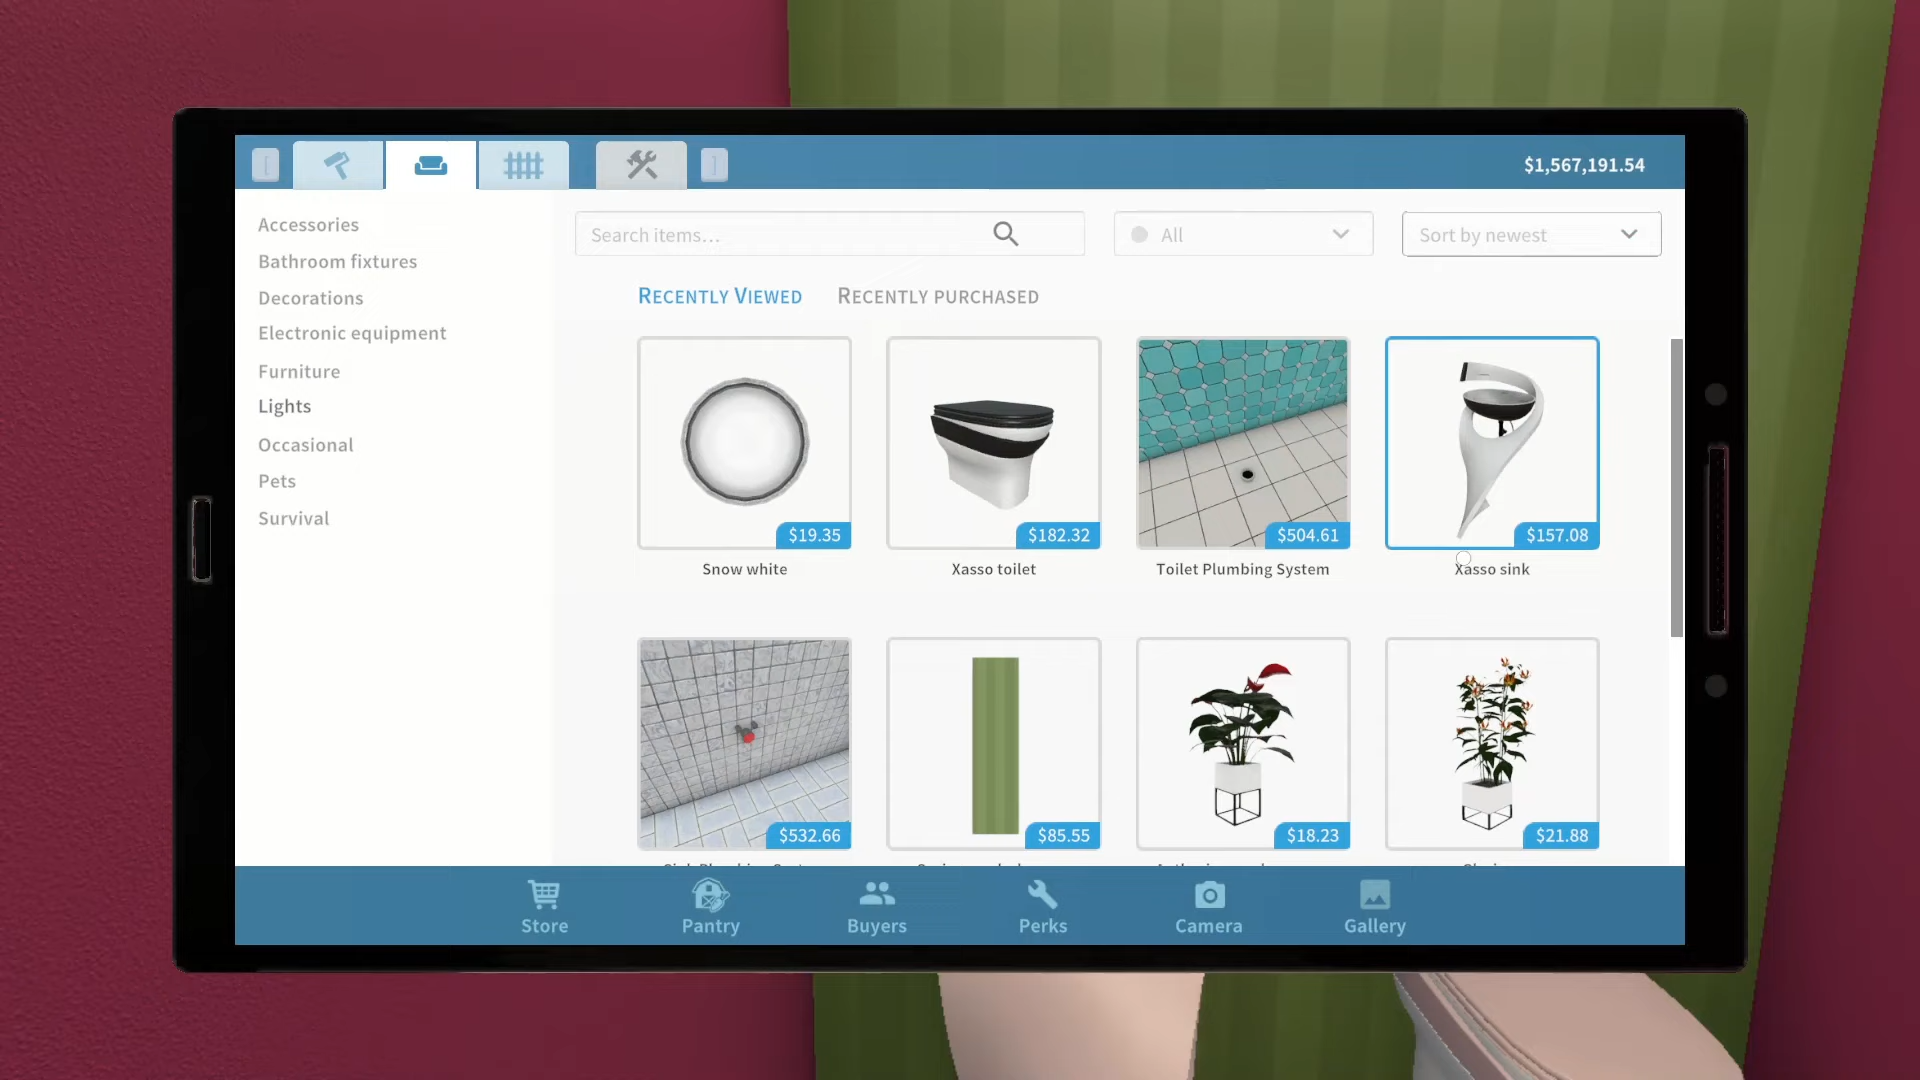 [
]
$1,567,191.54
Accessories
Bathroom fixtures
Decorations
Electronic equipment
Furniture
Lights
Occasional
Pets
Survival
Search items...
All
Sort by newest
RECENTLY VIEWED
RECENTLY PURCHASED
$19.35
Snow white
$182.32
Xasso toilet
$504.61
Toilet Plumbing System
$157.08
Xasso sink
$532.66
$85.55
$18.23
$21.88
Store
Pantry
Buyers
Perks
Camera
Gallery